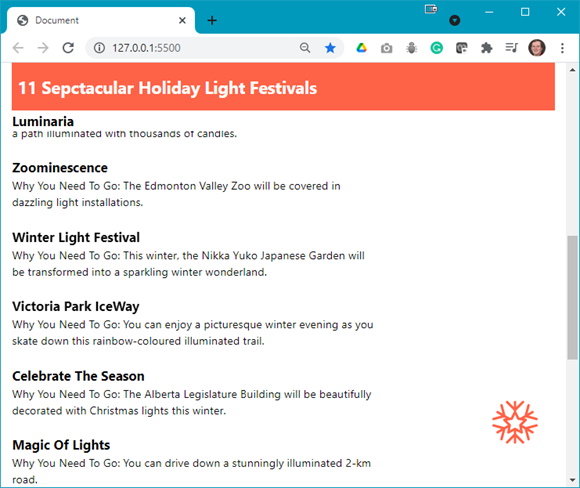 Document
127.0.0.1:5500
11 Sepctacular Holiday Light Festivals
Luminaria
a path illuminated with thousands of candles.
Zoominescence
Why You Need To Go: The Edmonton Valley Zoo will be covered in
dazzling light installations.
Winter Light Festival
Why You Need To Go: This winter, the Nikka Yuko Japanese Garden will
be transformed into a sparkling winter wonderland.
Victoria Park IceWay
Why You Need To Go: You can enjoy a picturesque winter evening as you
skate down this rainbow-coloured illuminated trail.
Celebrate The Season
Why You Need To Go: The Alberta Legislature Building will be beautifully
decorated with Christmas lights this winter.
Magic Of Lights
Why You Need To Go: You can drive down a stunningly illuminated 2-km
road.